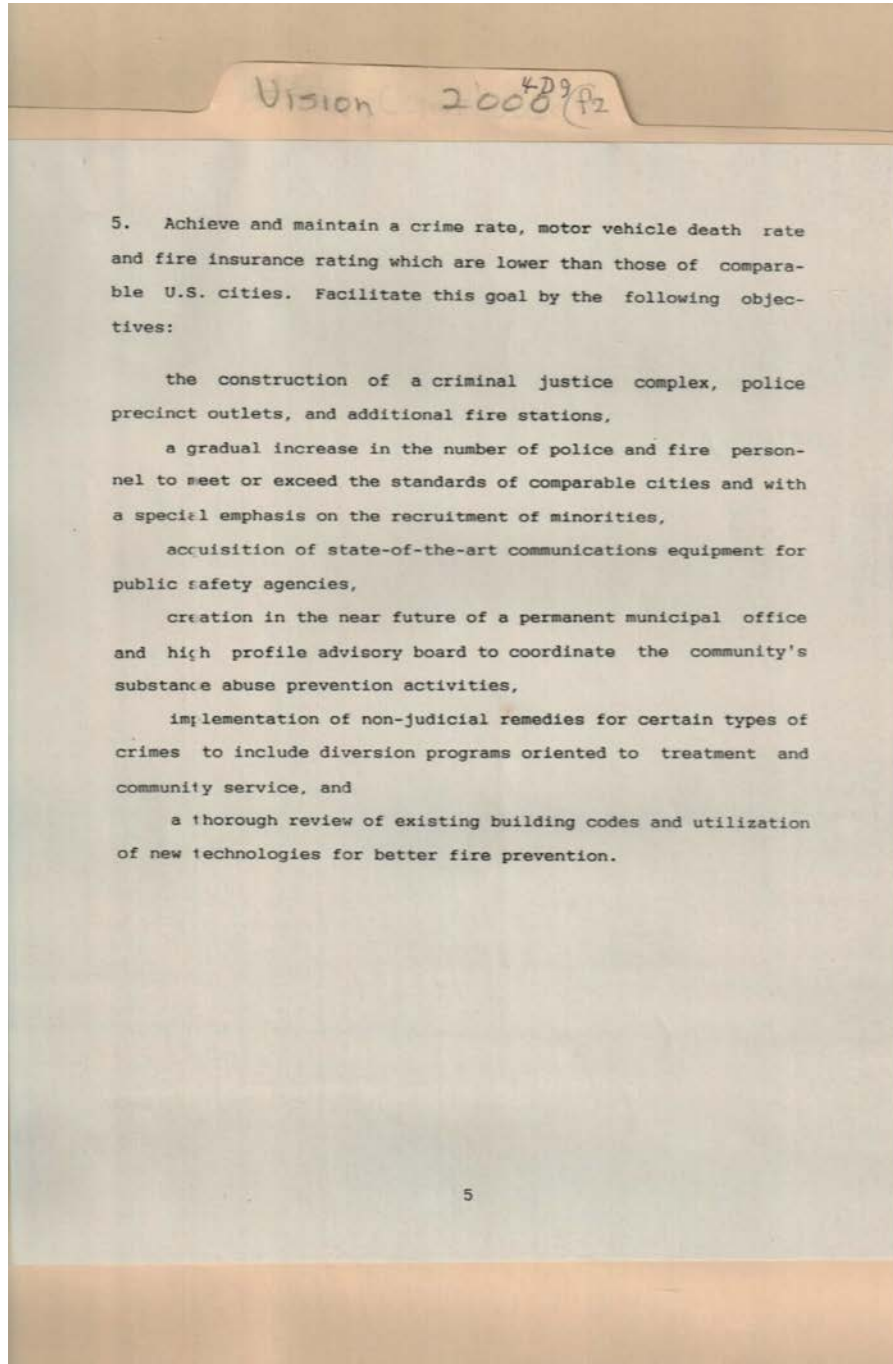 Vision 2000
4D9
f2
5. Achieve and maintain a crime rate, motor vehicle death rate
and fire insurance rating which are lower than those of compara-
ble U.S. cities. Facilitate this goal by the following objec-
tives:
the construction of a criminal justice complex, police
precinct outlets, and additional fire stations,
a gradual increase in the number of police and fire person-
nel to meet or exceed the standards of comparable cities and with
a special emphasis on the recruitment of minorities,
acquisition of state-of-the-art communications equipment for
public safety agencies,
creation in the near future of a permanent municipal office
and high profile advisory board to coordinate the community's
substance abuse prevention activities,
implementation of non-judicial remedies for certain types of
crimes to include diversion programs oriented to treatment and
community service, and
a thorough review of existing building codes and utilization
of new technologies for better fire prevention.
5